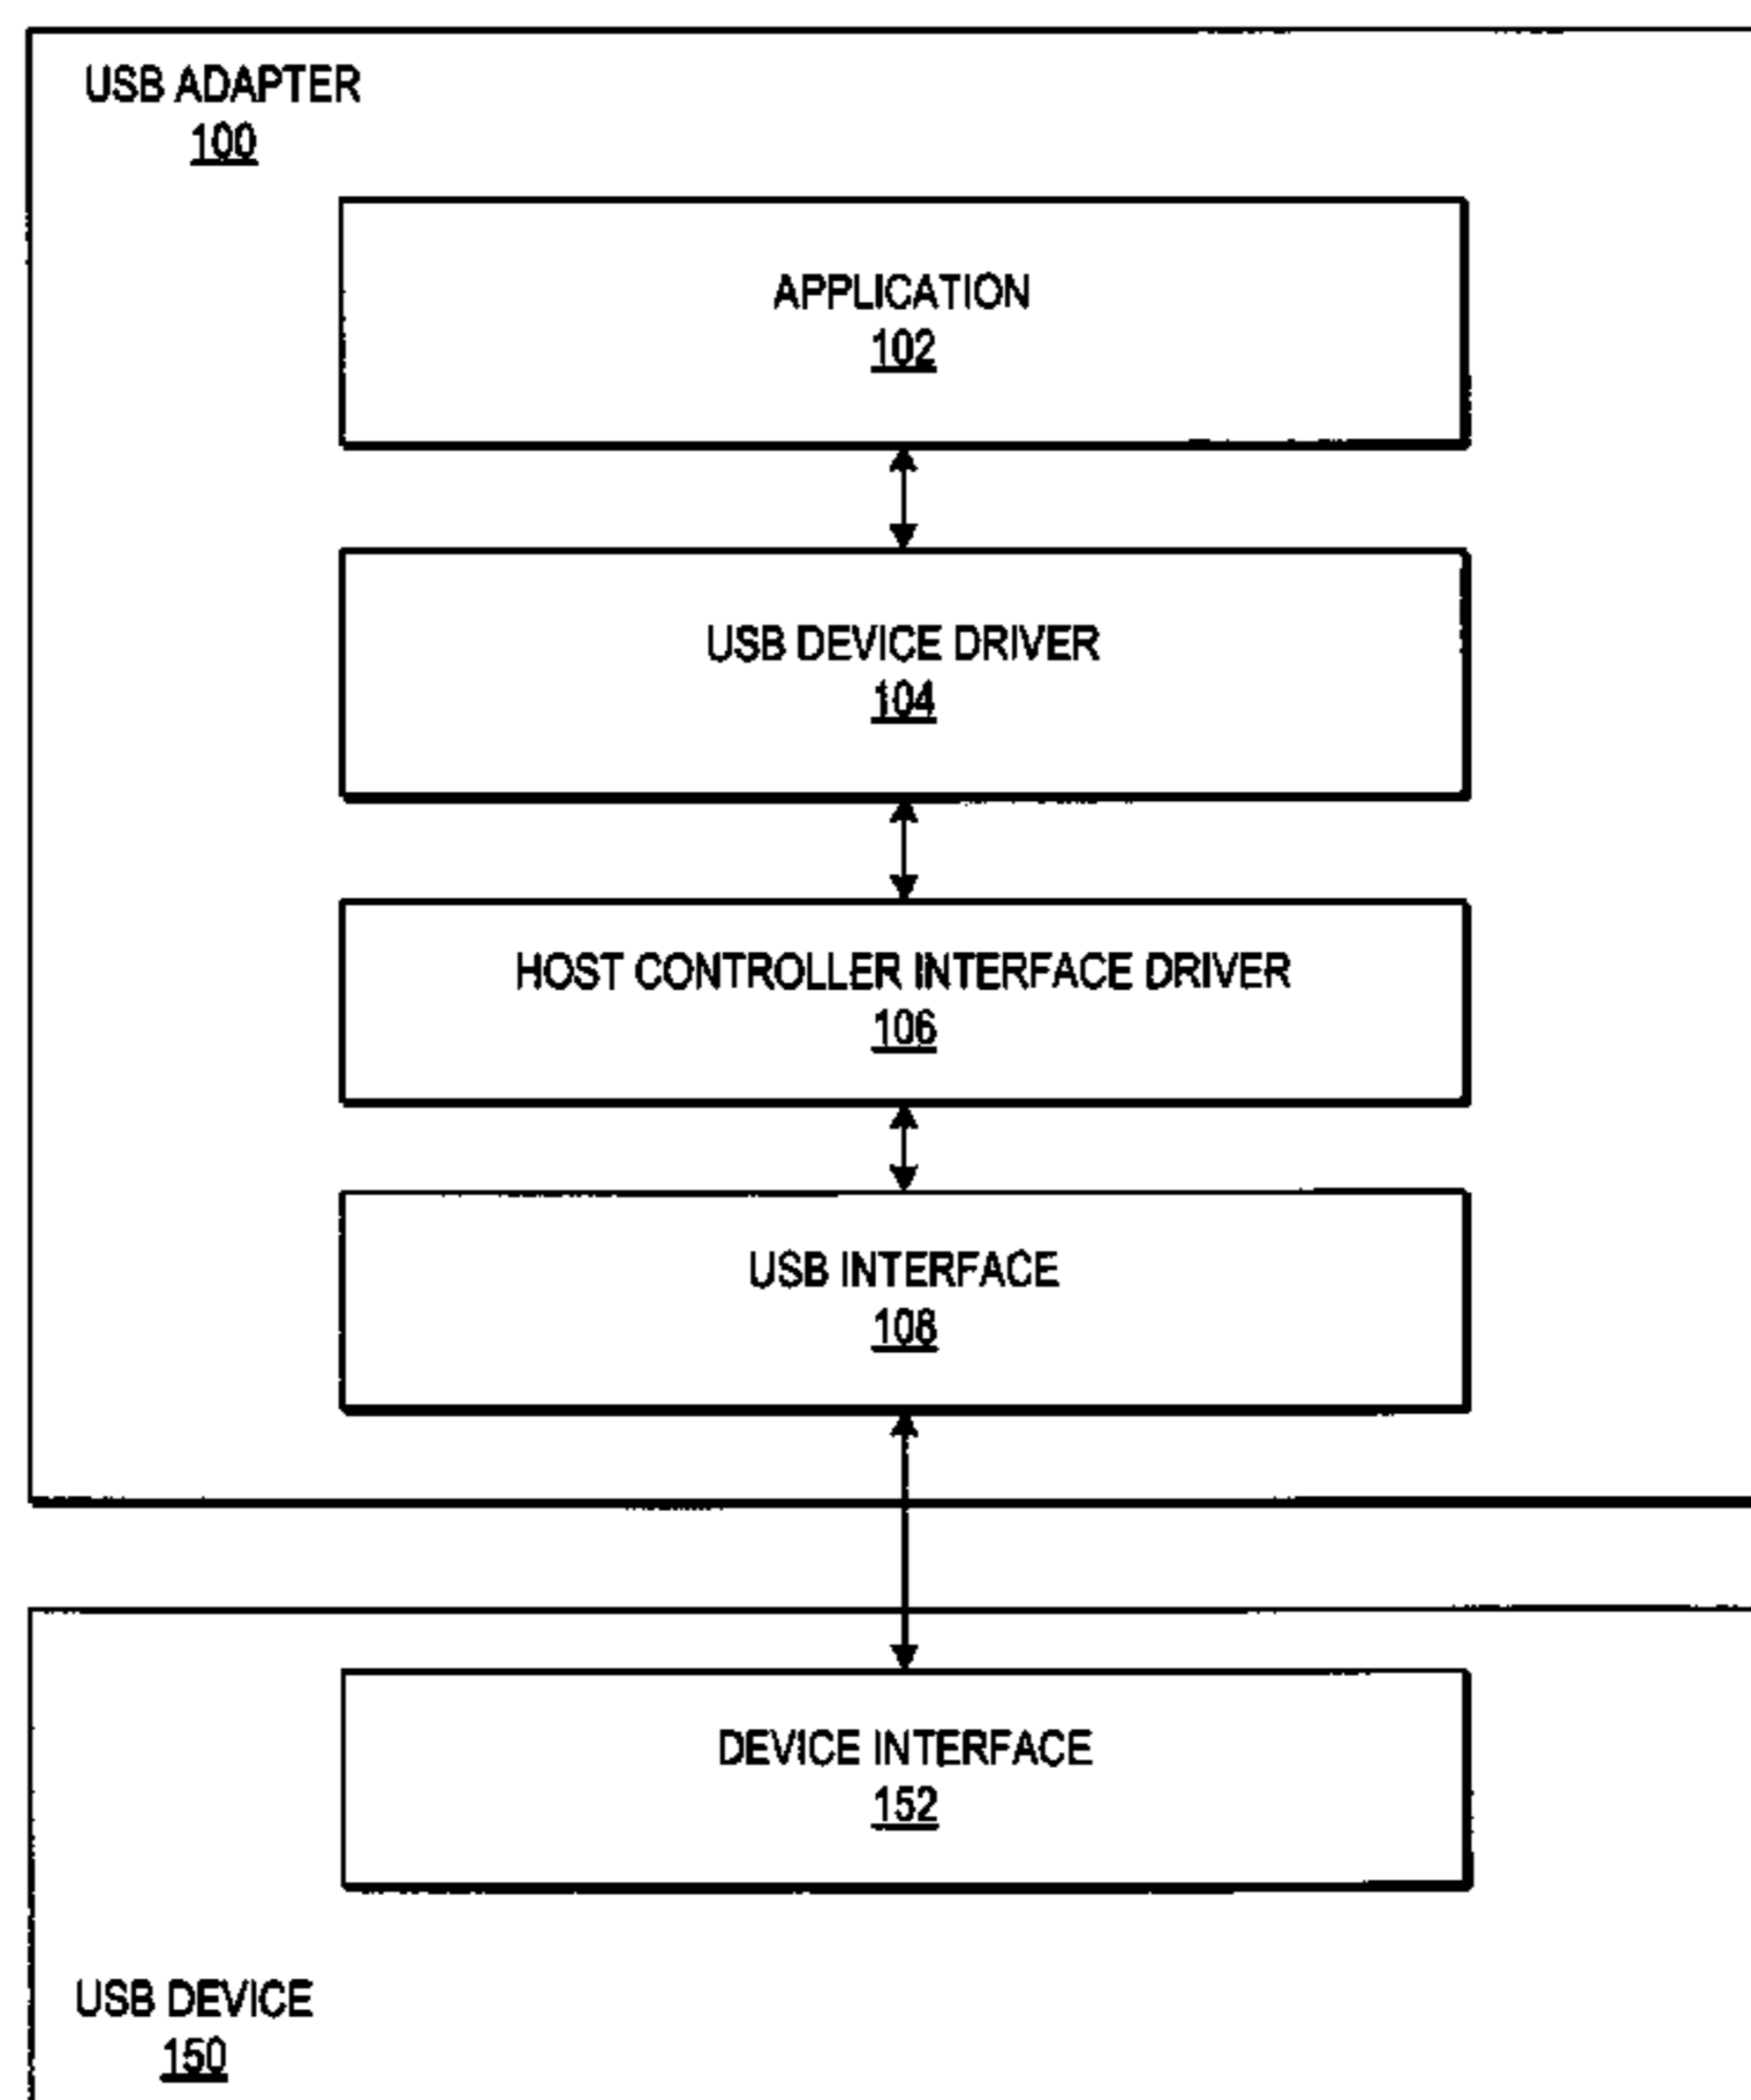 USB ADAPTER
100
APPLICATION
102
USB DEVICE DRIVER
104
HOST CONTROLLER INTERFACE DRIVER
106
USB INTERFACE
108
DEVICE INTERFACE
152
USB DEVICE
150